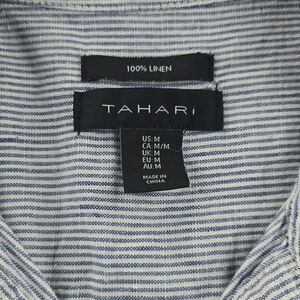 100% LINEN
TAHARI
US: M
CA: M/M
UK: M
EU: M
AU: M
MADE IN
CHINA